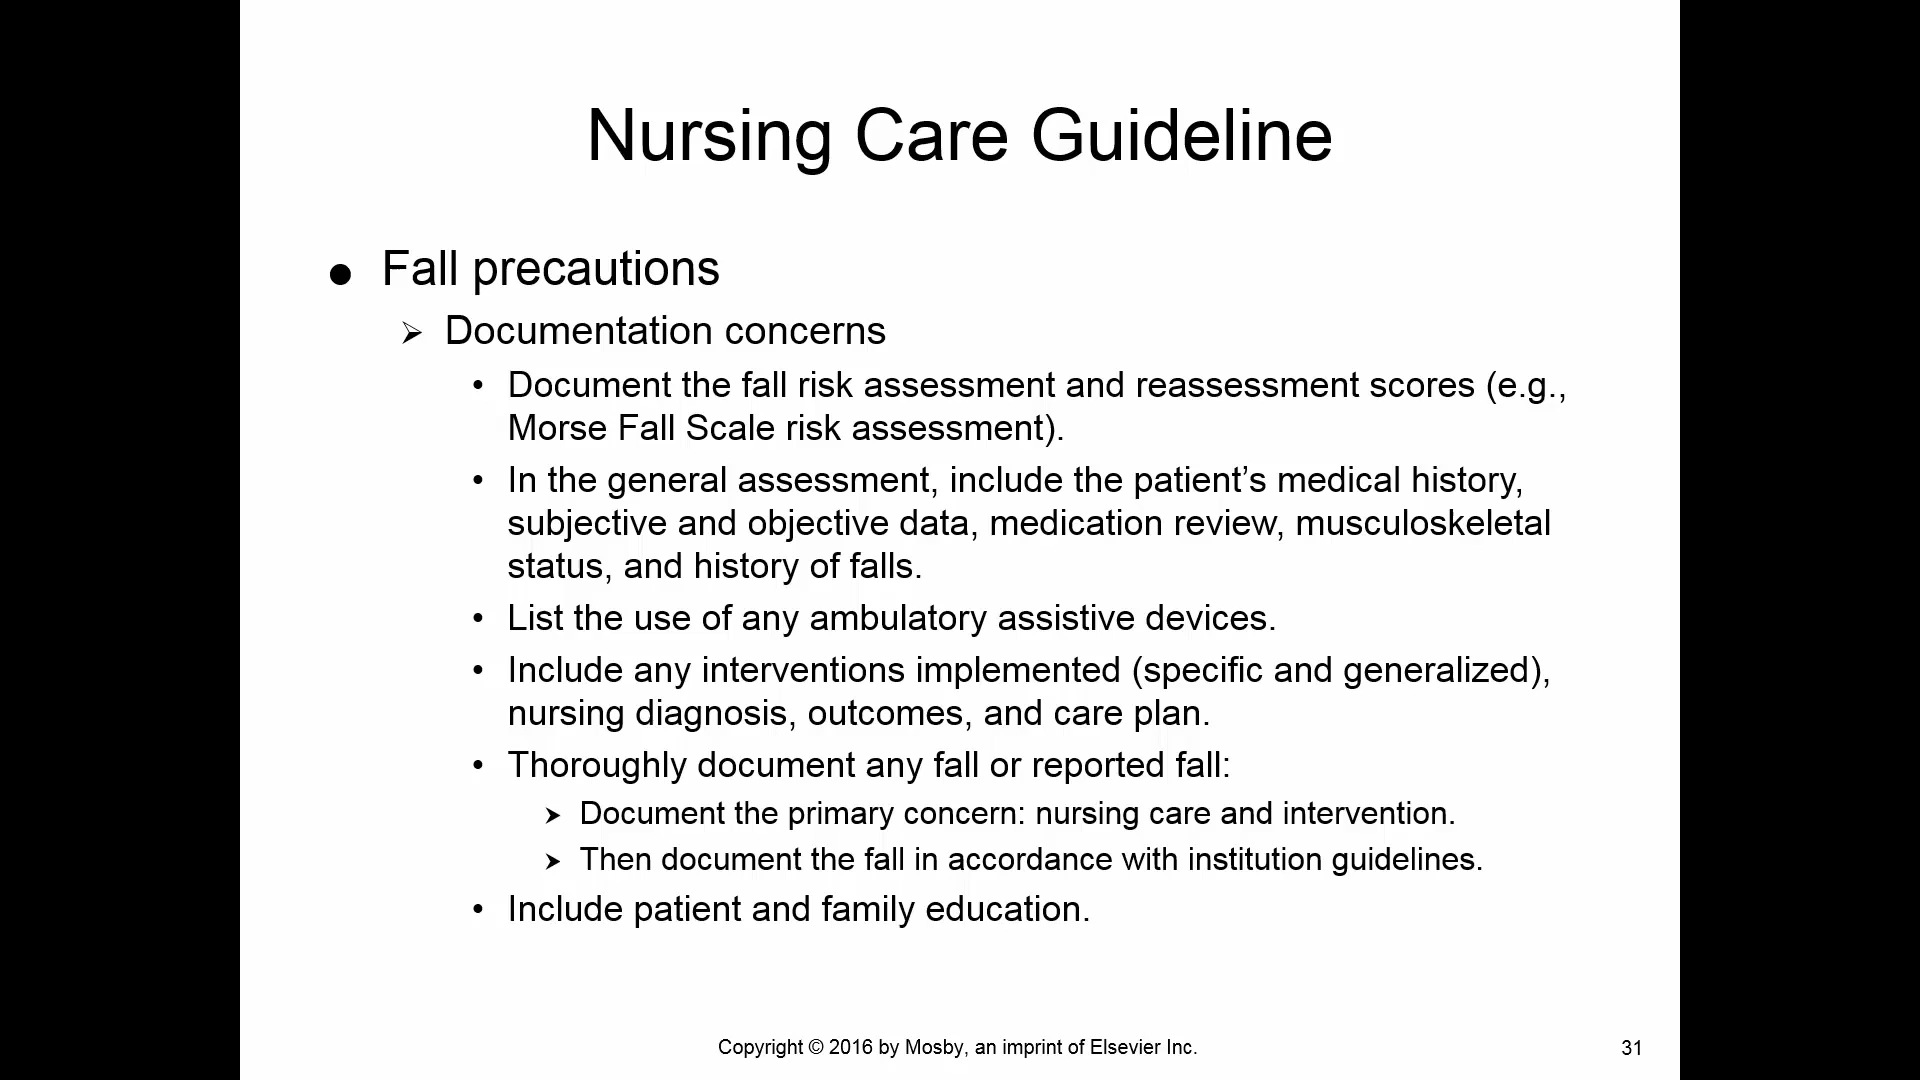 Nursing Care Guideline
● Fall precautions
➢ Documentation concerns
• Document the fall risk assessment and reassessment scores (e.g.,
Morse Fall Scale risk assessment).
• In the general assessment, include the patient’s medical history,
subjective and objective data, medication review, musculoskeletal
status, and history of falls.
• List the use of any ambulatory assistive devices.
• Include any interventions implemented (specific and generalized),
nursing diagnosis, outcomes, and care plan.
• Thoroughly document any fall or reported fall:
➤ Document the primary concern: nursing care and intervention.
➤ Then document the fall in accordance with institution guidelines.
• Include patient and family education.
Copyright © 2016 by Mosby, an imprint of Elsevier Inc.
31